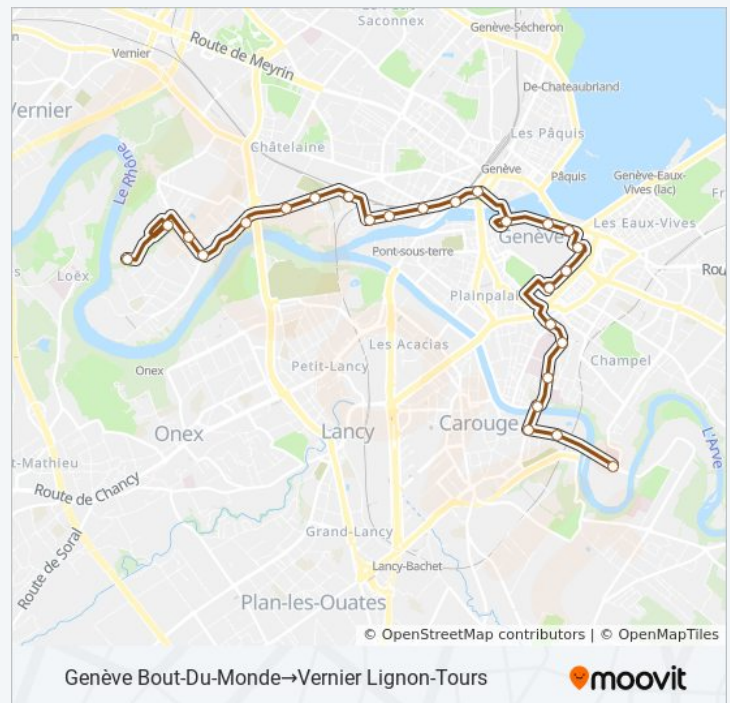 Saconnex
Genève-Sécheron
Route de Meyrin
Vernier
De-Chateaubriand
Vernier
Les Pâquis
Le Rhône
Châtelaine
Genève
Pâquis
Genève-Eaux-
Vives (lac)
Les Eaux-Vives
Genève
Pont-sous-terre
Loëx
Plainpalais
Les Acacias
Champel
Petit-Lancy
Onex
Carouge
Onex
Lancy
L'Arve
t-Mathieu
Route de Chancy
Route de Soral
Grand-Lancy
Lancy-Bachet
Plan-les-Ouates
© OpenStreetMap contributors | © OpenMapTiles
Genève Bout-Du-Monde→Vernier Lignon-Tours
moovit